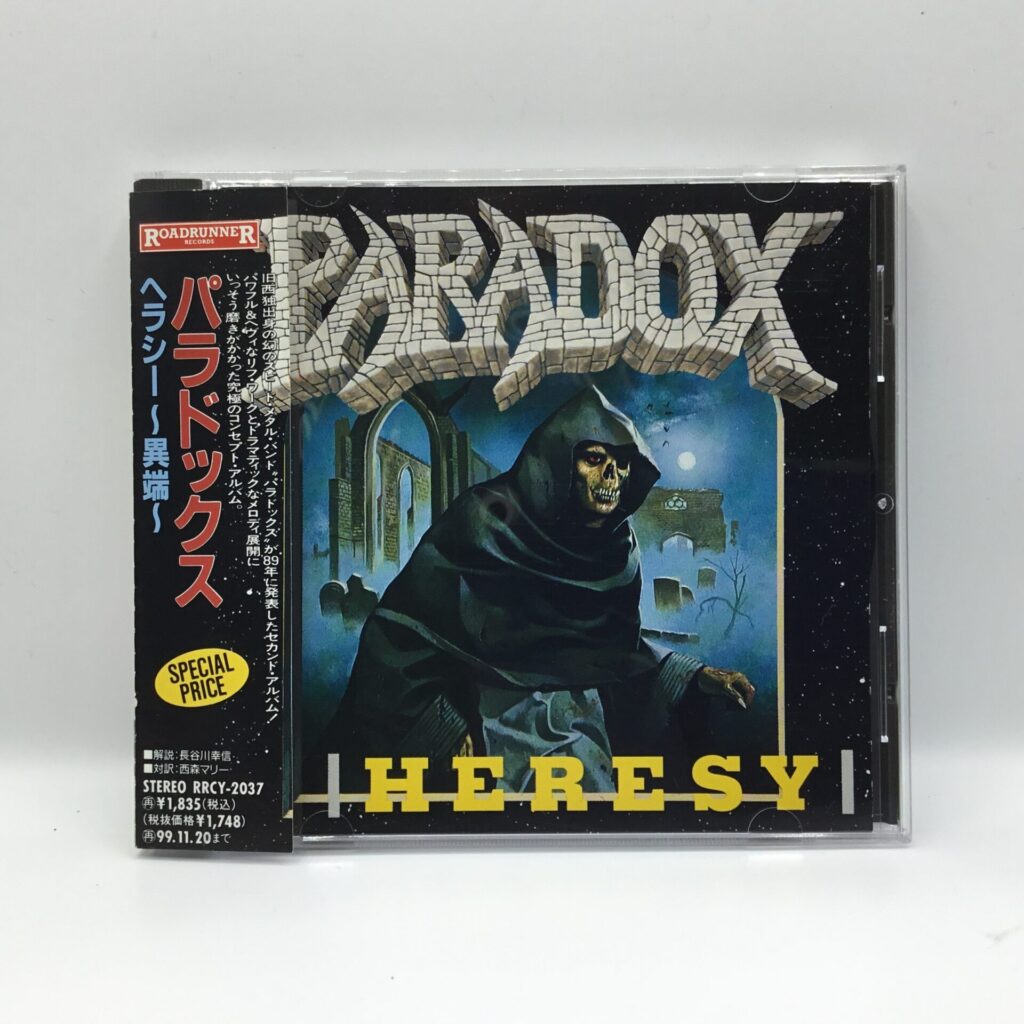 ROADRUNNER
RECORDS
パラドックス
ヘラシー〜異端〜
旧西独出身の幻のスピード・メタル・バンド“パラドックス”が89年に発表したセカンド・アルバム!
パワフル&ヘヴィなリフ・ワークとドラマティックなメロディ展開に
いっそう磨きがかかった究極のコンセプト・アルバム。
SPECIAL
PRICE
■解説:長谷川幸信
■対訳:西森マリー
STEREO RRCY-2037
再¥1,835(税込)
(税抜価格¥1,748)
再99.11.20まで
PARADOX
HERESY